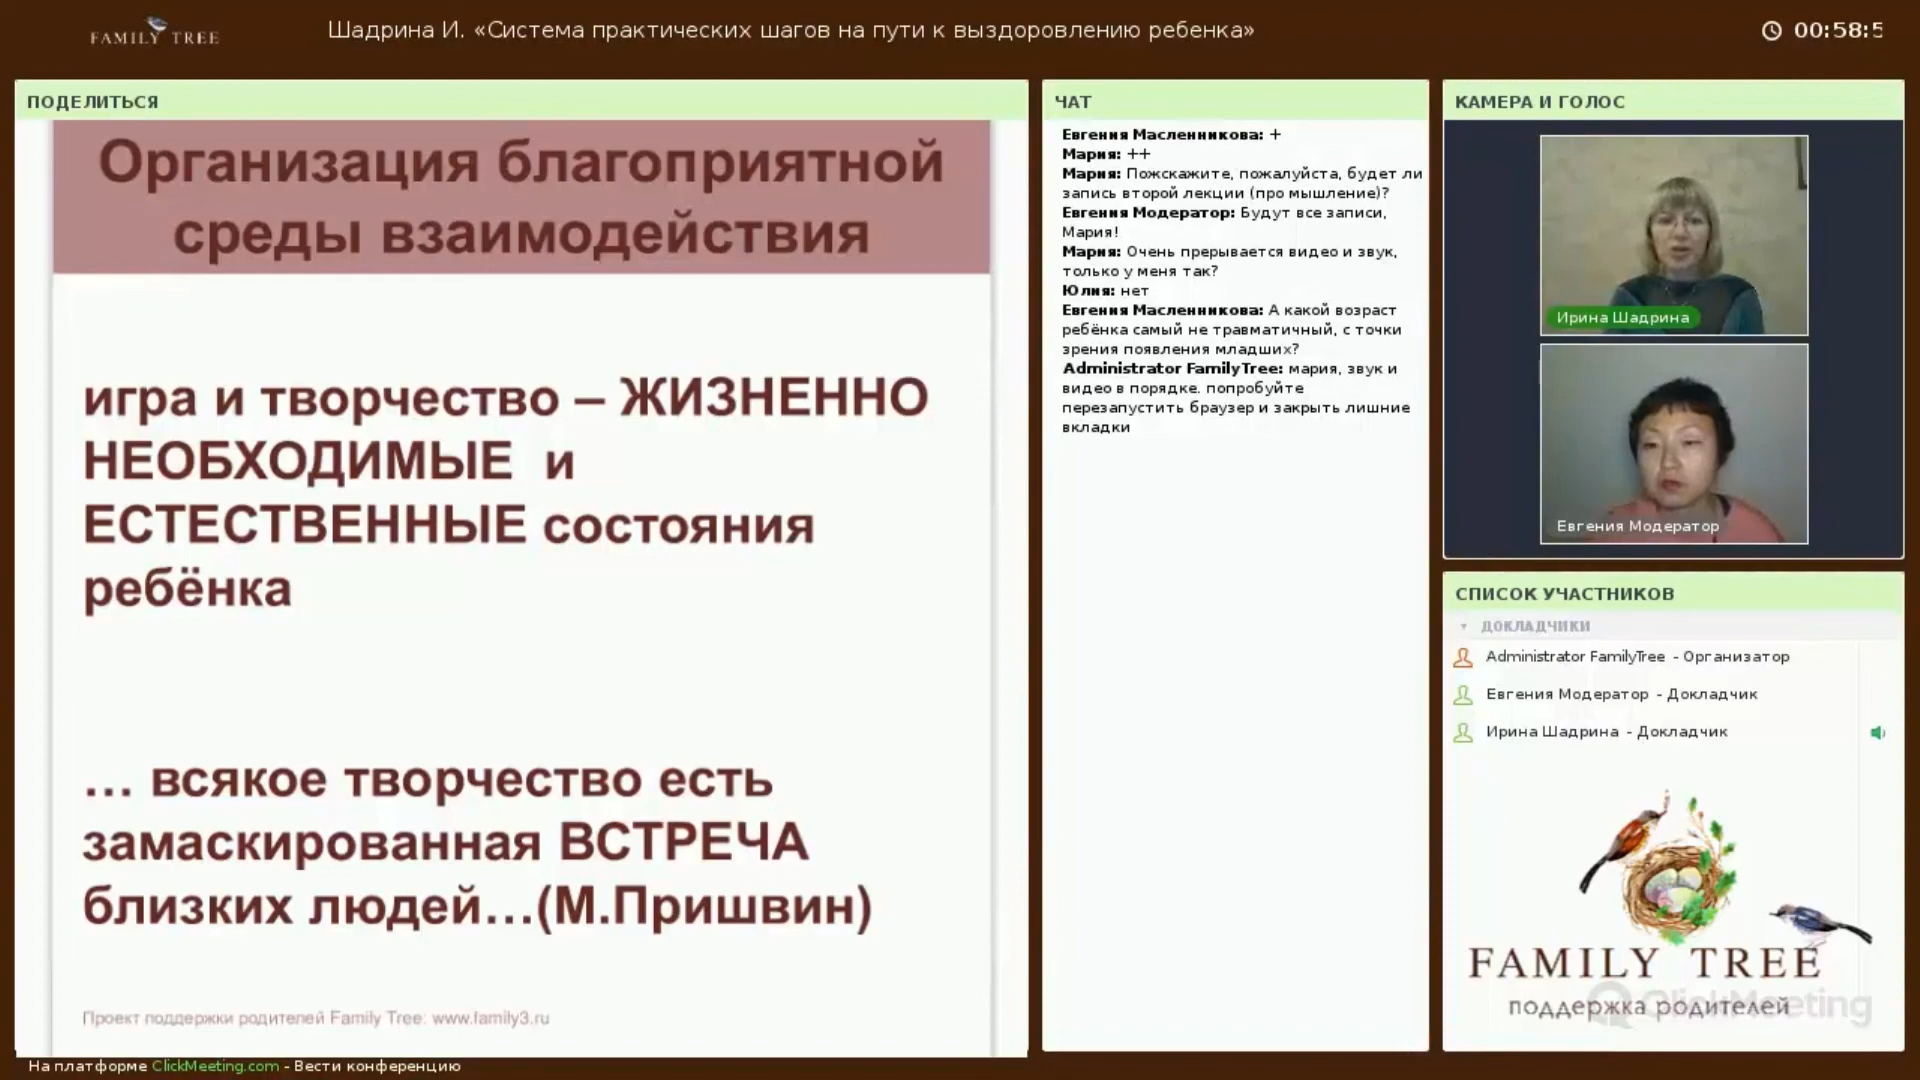 FAMILY TREE
Шадрина И. «Система практических шагов на пути к выздоровлению ребенка»
00:58:5
ПОДЕЛИТЬСЯ
Организация благоприятной
среды взаимодействия
игра и творчество – ЖИЗНЕННО
НЕОБХОДИМЫЕ и
ЕСТЕСТВЕННЫЕ состояния
ребёнка
… всякое творчество есть
замаскированная ВСТРЕЧА
близких людей…(М.Пришвин)
Проект поддержки родителей Family Tree: www.family3.ru
ЧАТ
Евгения Масленникова: +
Мария: ++
Мария: Пожскажите, пожалуйста, будет ли
запись второй лекции (про мышление)?
Евгения Модератор: Будут все записи,
Мария!
Мария: Очень прерывается видео и звук,
только у меня так?
Юлия: нет
Евгения Масленникова: А какой возраст
ребёнка самый не травматичный, с точки
зрения появления младших?
Administrator FamilyTree: мария, звук и
видео в порядке. попробуйте
перезапустить браузер и закрыть лишние
вкладки
КАМЕРА И ГОЛОС
Ирина Шадрина
Евгения Модератор
СПИСОК УЧАСТНИКОВ
ДОКЛАДЧИКИ
Administrator FamilyTree - Организатор
Евгения Модератор - Докладчик
Ирина Шадрина - Докладчик
FAMILY TREE
поддержка родителей
ClickMeeting
На платформе ClickMeeting.com - Вести конференцию